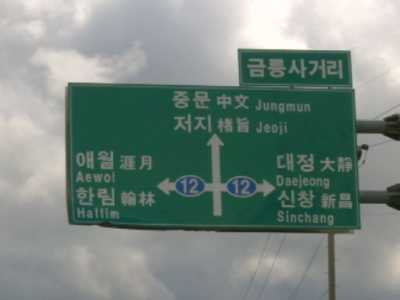 금릉사거리
중문 中文 Jungmun
저지 楮旨 Jeoji
애월 涯月
Aewol
한림 翰林
Hallim
12
12
대정 大靜
Daejeong
신창 新昌
Sinchang